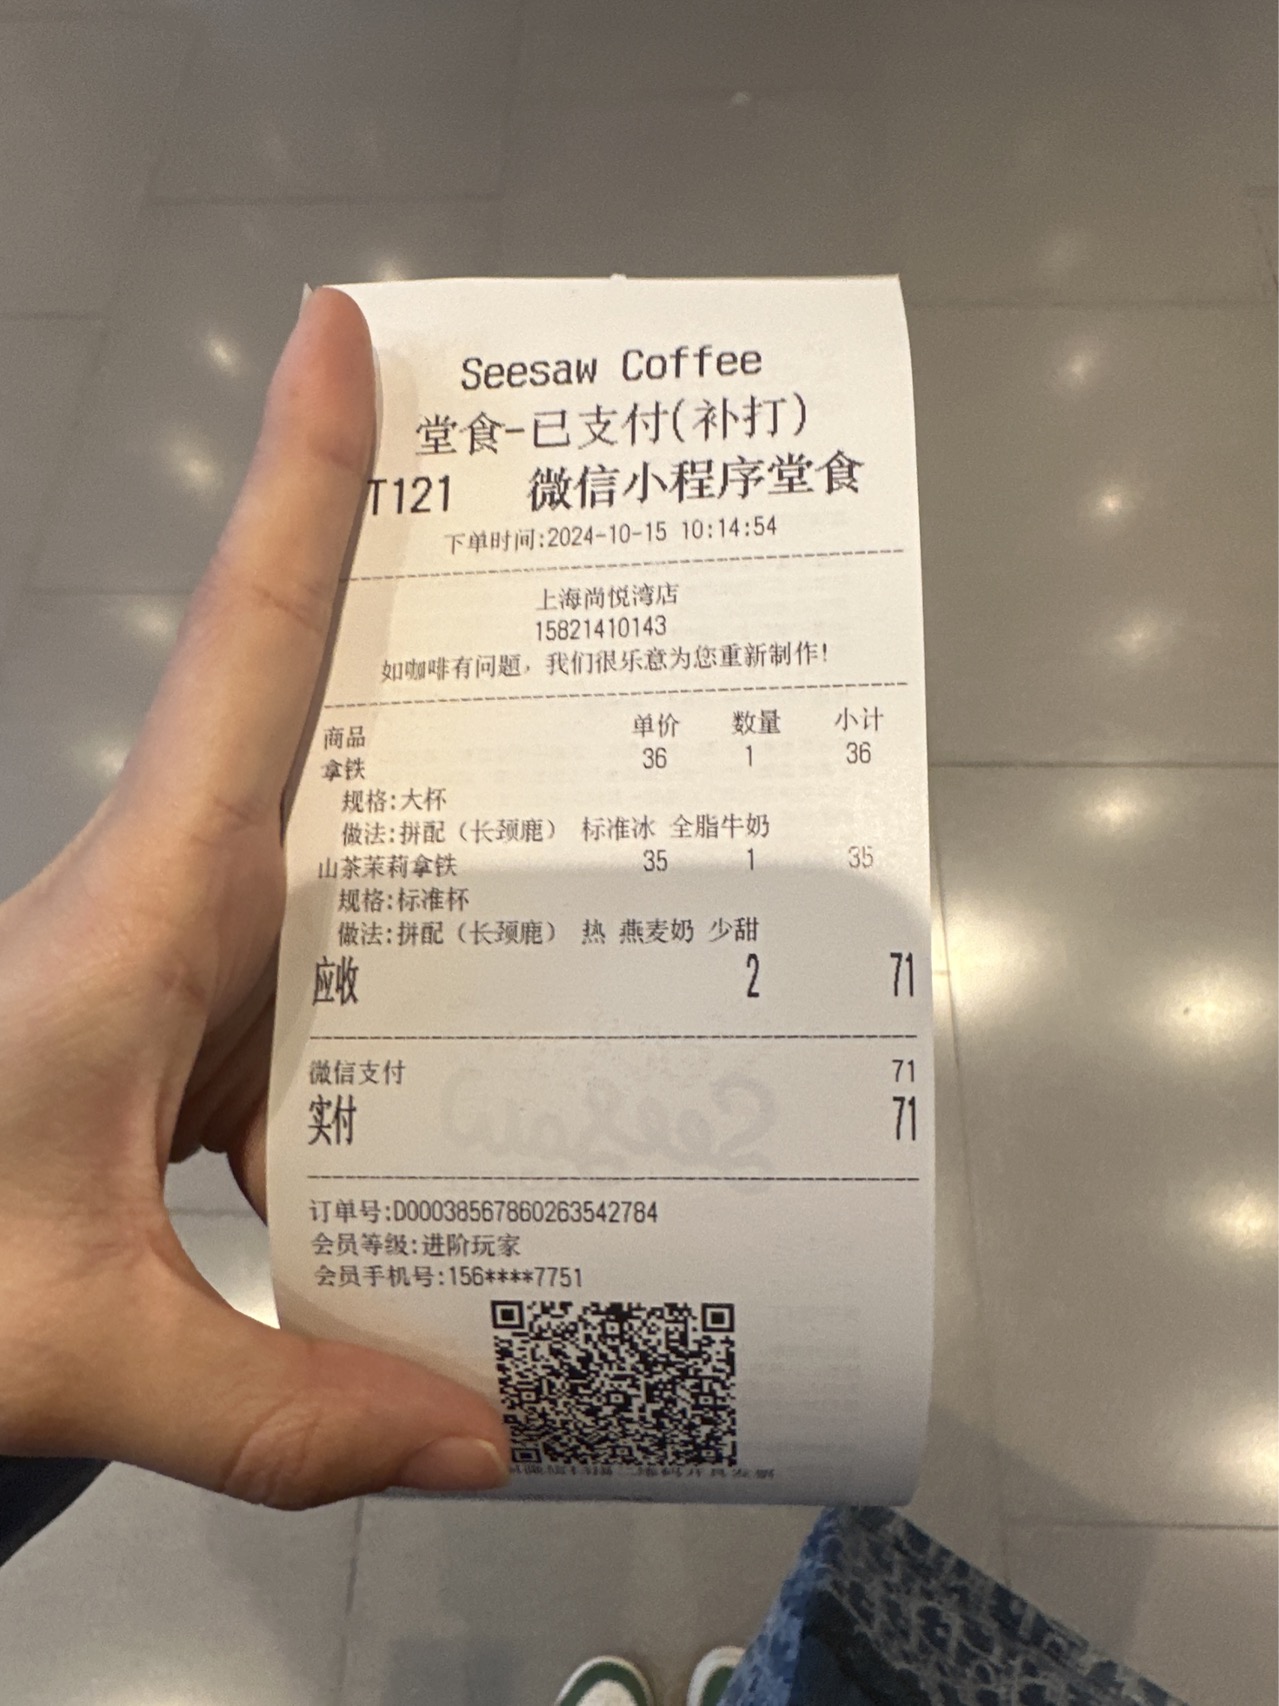 Seesaw Coffee
堂食-已支付(补打)
T121 微信小程序堂食
下单时间:2024-10-15 10:14:54
上海尚悦湾店
15821410143
如咖啡有问题，我们很乐意为您重新制作!
商品 单价 数量 小计
拿铁 36 1 36
规格:大杯
做法:拼配（长颈鹿） 标准冰 全脂牛奶
山茶茉莉拿铁 35 1 35
规格:标准杯
做法:拼配（长颈鹿） 热 燕麦奶 少甜
应收 2 71
微信支付 71
实付 71
Seesaw
订单号:D00038567860263542784
会员等级:进阶玩家
会员手机号:156****7751